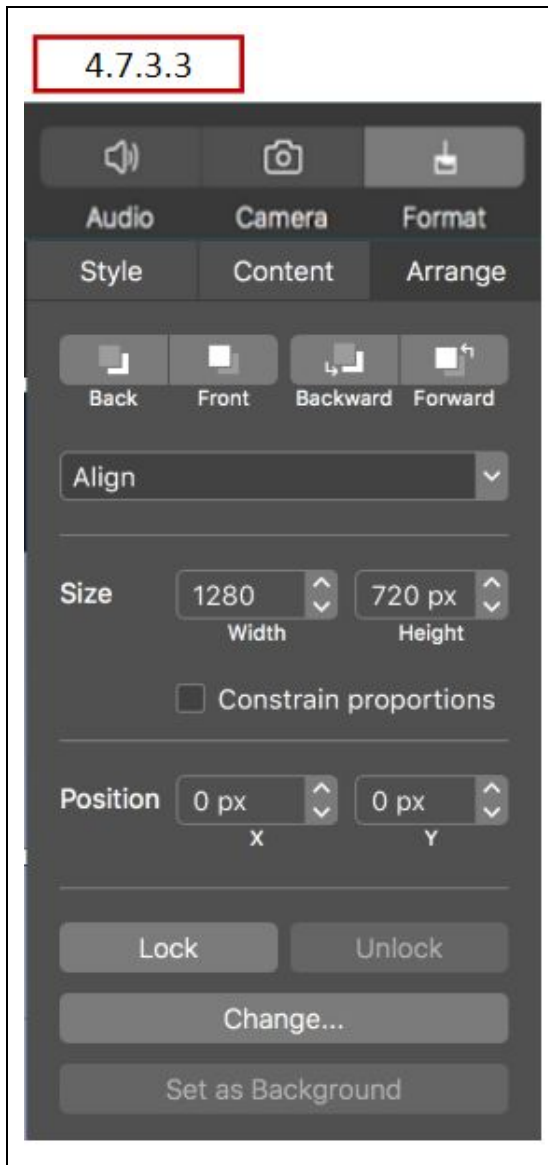 4.7.3.3
Audio Camera Format
Style Content Arrange
Back Front Backward Forward
Align
Size 1280 720 px
Width Height
Constrain proportions
Position 0 px 0 px
X Y
Lock Unlock
Change...
Set as Background